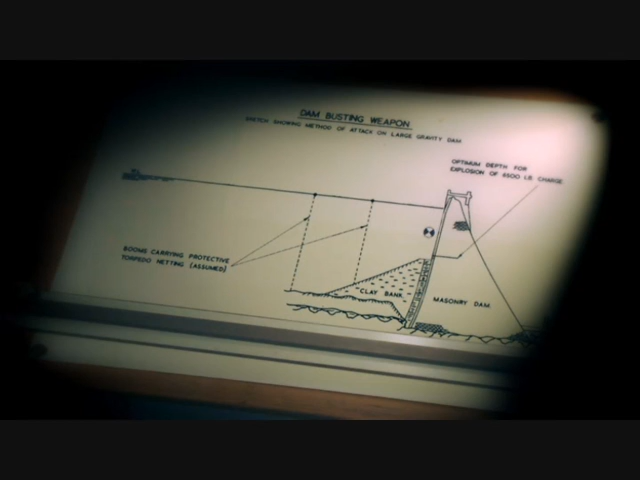 DAM BUSTING WEAPON
SKETCH SHOWING METHOD OF ATTACK ON LARGE GRAVITY DAM
OPTIMUM DEPTH FOR
EXPLOSION OF 6500 LB. CHARGE
BOOMS CARRYING PROTECTIVE
TORPEDO NETTING (ASSUMED)
CLAY BANK
MASONRY DAM